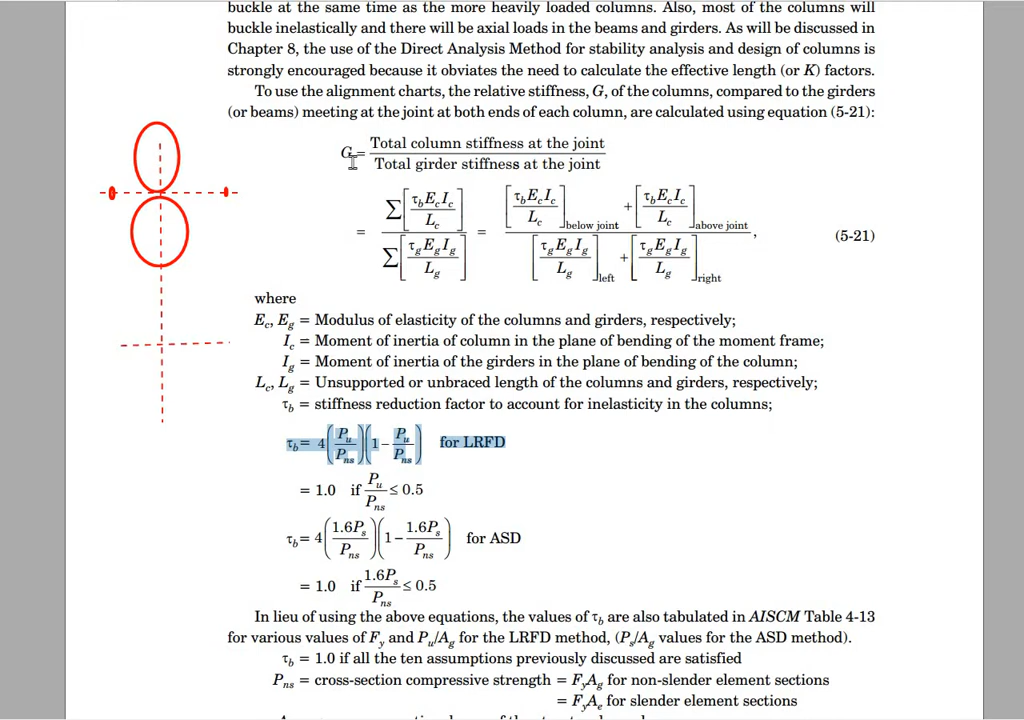 buckle at the same time as the more heavily loaded columns. Also, most of the columns will
buckle inelastically and there will be axial loads in the beams and girders. As will be discussed in
Chapter 8, the use of the Direct Analysis Method for stability analysis and design of columns is
strongly encouraged because it obviates the need to calculate the effective length (or K) factors.
To use the alignment charts, the relative stiffness, G, of the columns, compared to the girders
(or beams) meeting at the joint at both ends of each column, are calculated using equation (5-21):
G = Total column stiffness at the joint / Total girder stiffness at the joint
= ∑[τ_b E_c I_c / L_c] / ∑[τ_g E_g I_g / L_g] = ([τ_b E_c I_c / L_c]below joint + [τ_b E_c I_c / L_c]above joint) / ([τ_g E_g I_g / L_g]left + [τ_g E_g I_g / L_g]right), (5-21)
where
E_c, E_g = Modulus of elasticity of the columns and girders, respectively;
I_c = Moment of inertia of column in the plane of bending of the moment frame;
I_g = Moment of inertia of the girders in the plane of bending of the column;
L_c, L_g = Unsupported or unbraced length of the columns and girders, respectively;
τ_b = stiffness reduction factor to account for inelasticity in the columns;
τ_b = 4(P_u / P_ns)(1 − P_u / P_ns) for LRFD
= 1.0 if P_u / P_ns ≤ 0.5
τ_b = 4(1.6P_s / P_ns)(1 − 1.6P_s / P_ns) for ASD
= 1.0 if 1.6P_s / P_ns ≤ 0.5
In lieu of using the above equations, the values of τ_b are also tabulated in AISCM Table 4-13
for various values of F_y and P_u/A_g for the LRFD method, (P_s/A_g values for the ASD method).
τ_b = 1.0 if all the ten assumptions previously discussed are satisfied
P_ns = cross-section compressive strength = F_yA_g for non-slender element sections
= F_yA_e for slender element sections